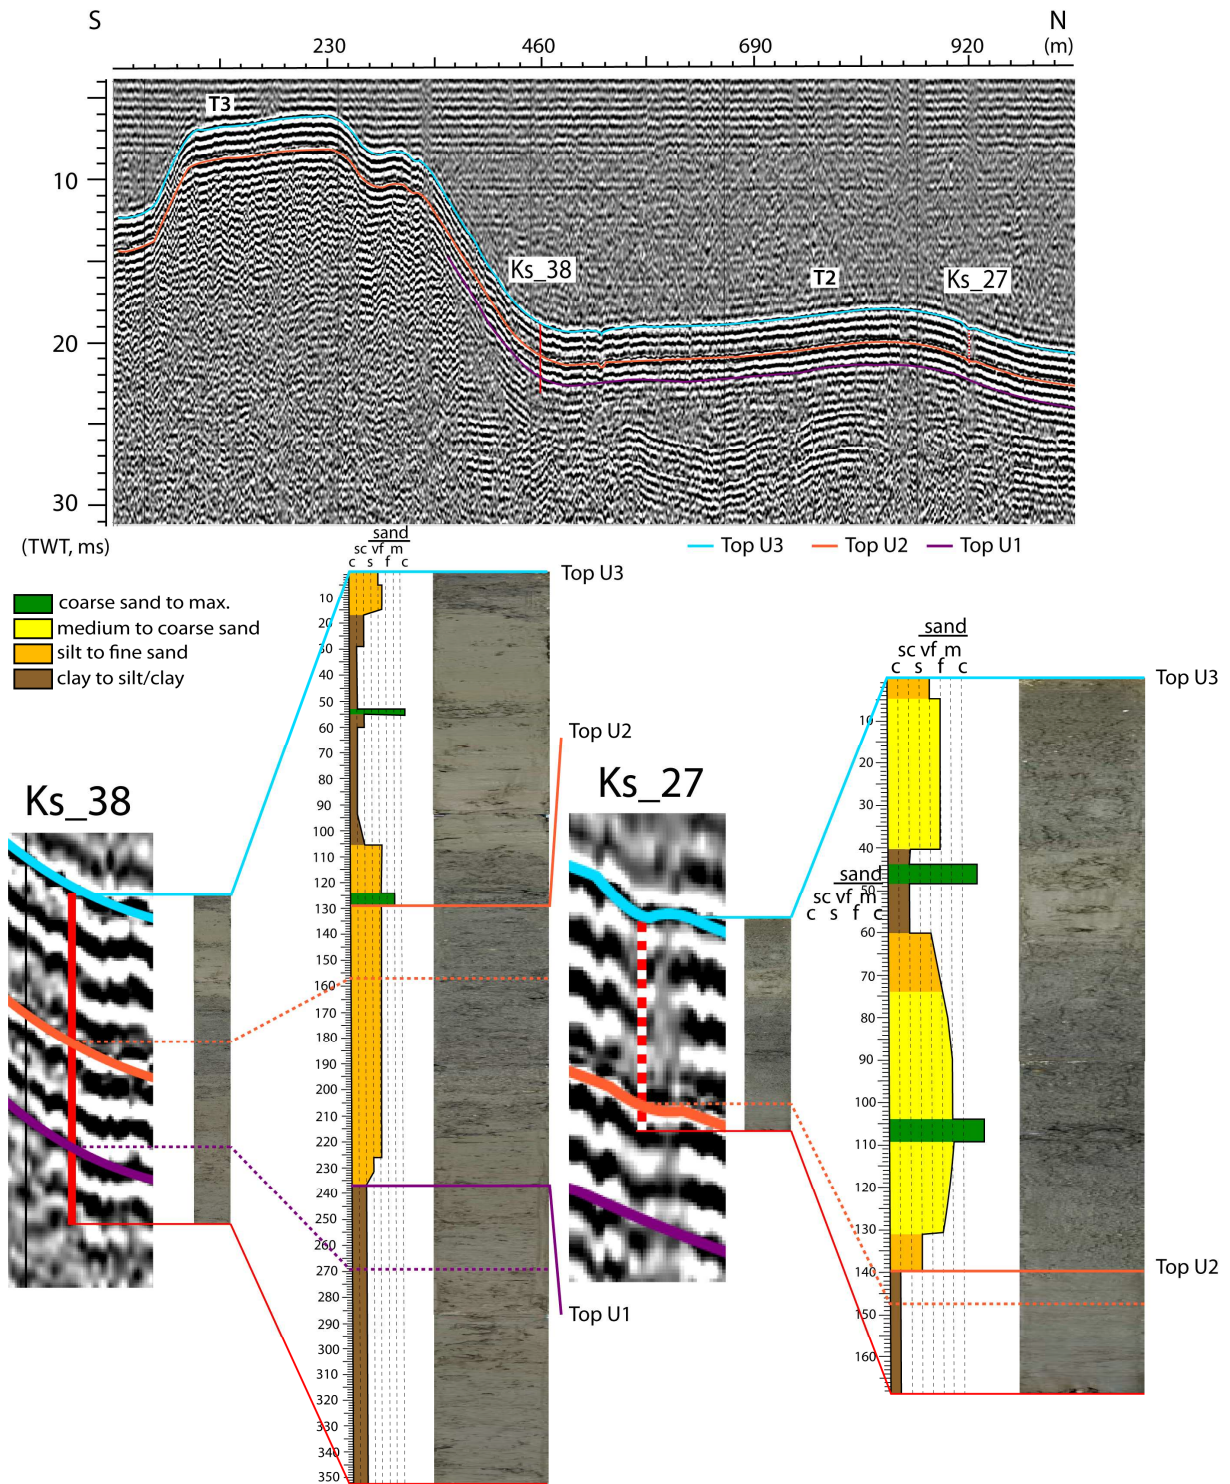 S N
230 460 690 920 (m)
T3
10
Ks_38 T2 Ks_27
20
30
(TWT, ms)
Top U3 Top U2 Top U1
coarse sand to max.
medium to coarse sand
silt to fine sand
clay to silt/clay
sand
sc vf m
c s f c
Top U3
10
20
30
40
50
60
70
80
90
100
110
120
130
140
150
160
170
180
190
200
210
220
230
240
250
260
270
280
290
300
310
320
330
340
350
Top U2
Top U1
Ks_38
Ks_27
sand
sc vf m
c s f c
sand
sc vf m
c s f c
Top U3
10
20
30
40
50
60
70
80
90
100
110
120
130
140
150
160
Top U2